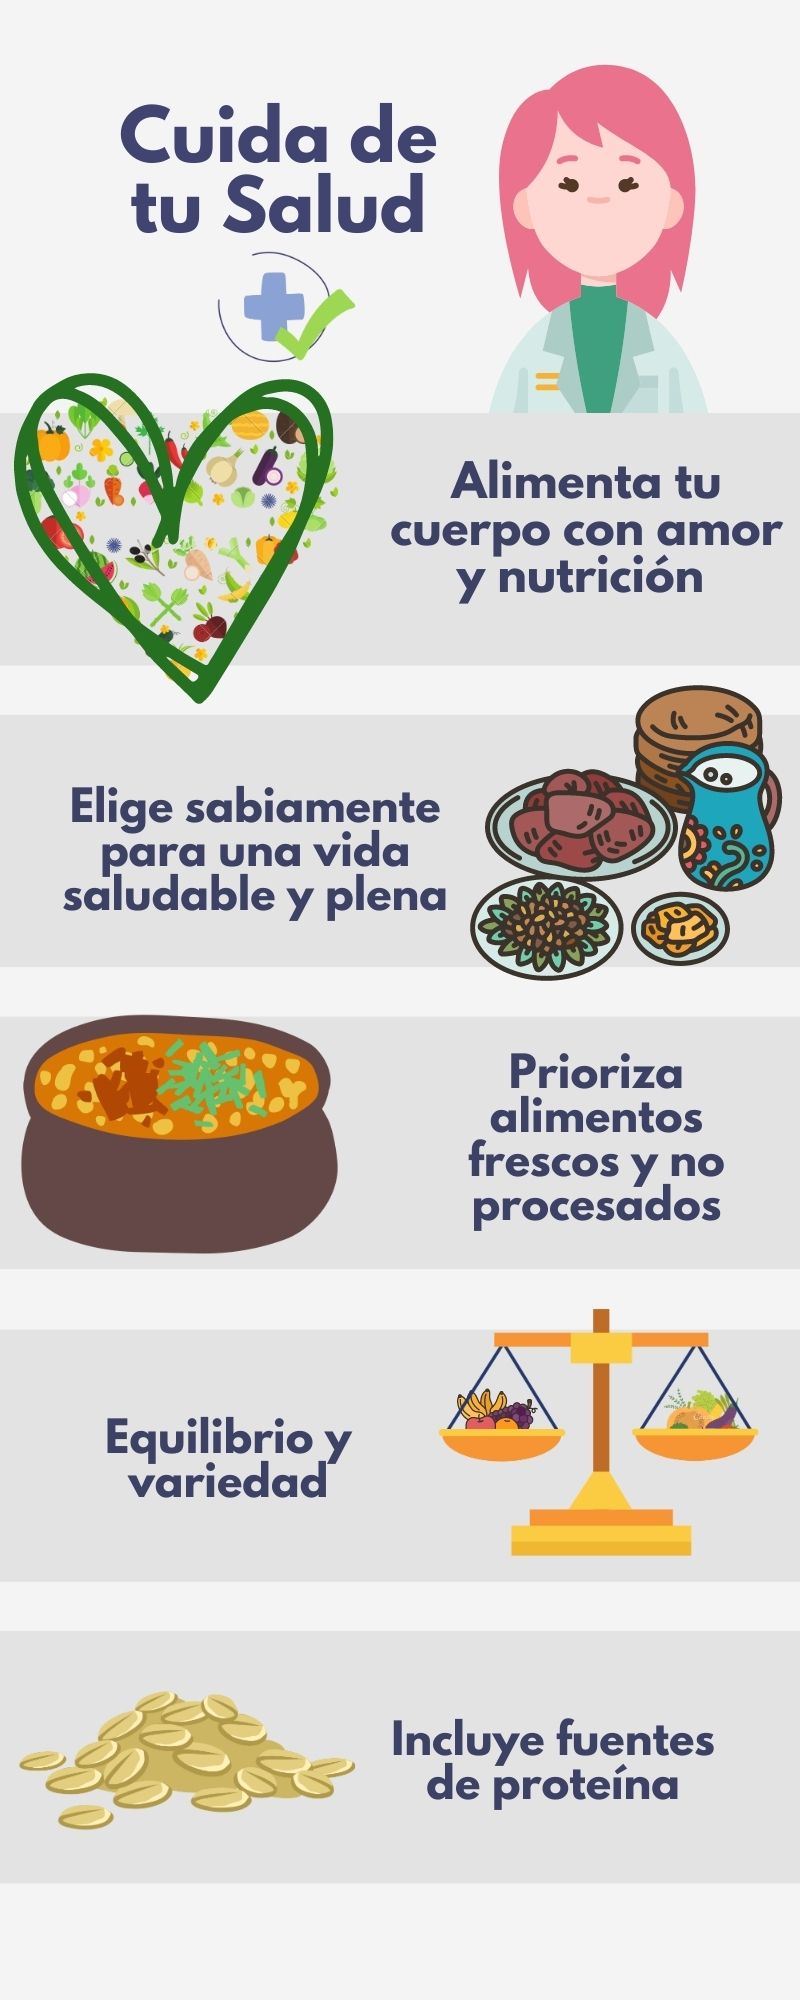 Cuida de
tu Salud
Alimenta tu
cuerpo con amor
y nutrición
Elige sabiamente
para una vida
saludable y plena
Prioriza
alimentos
frescos y no
procesados
Equilibrio y
variedad
Incluye fuentes
de proteína